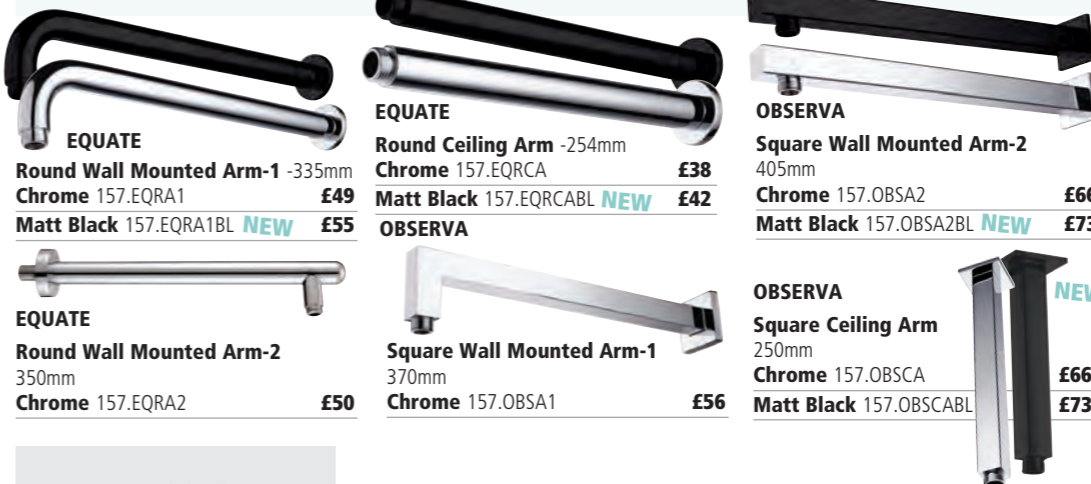 EQUATE
Round Wall Mounted Arm-1 -335mm
Chrome 157.EQRA1 £49
Matt Black 157.EQRA1BL NEW £55
EQUATE
Round Ceiling Arm -254mm
Chrome 157.EQRCA £38
Matt Black 157.EQRCABL NEW £42
OBSERVA
Square Wall Mounted Arm-2
405mm
Chrome 157.OBSA2
Matt Black 157.OBSA2BL NEW
EQUATE
Round Wall Mounted Arm-2
350mm
Chrome 157.EQRA2 £50
OBSERVA
Square Wall Mounted Arm-1
370mm
Chrome 157.OBSA1 £56
OBSERVA
Square Ceiling Arm
250mm
Chrome 157.OBSCA £66
Matt Black 157.OBSCABL £73